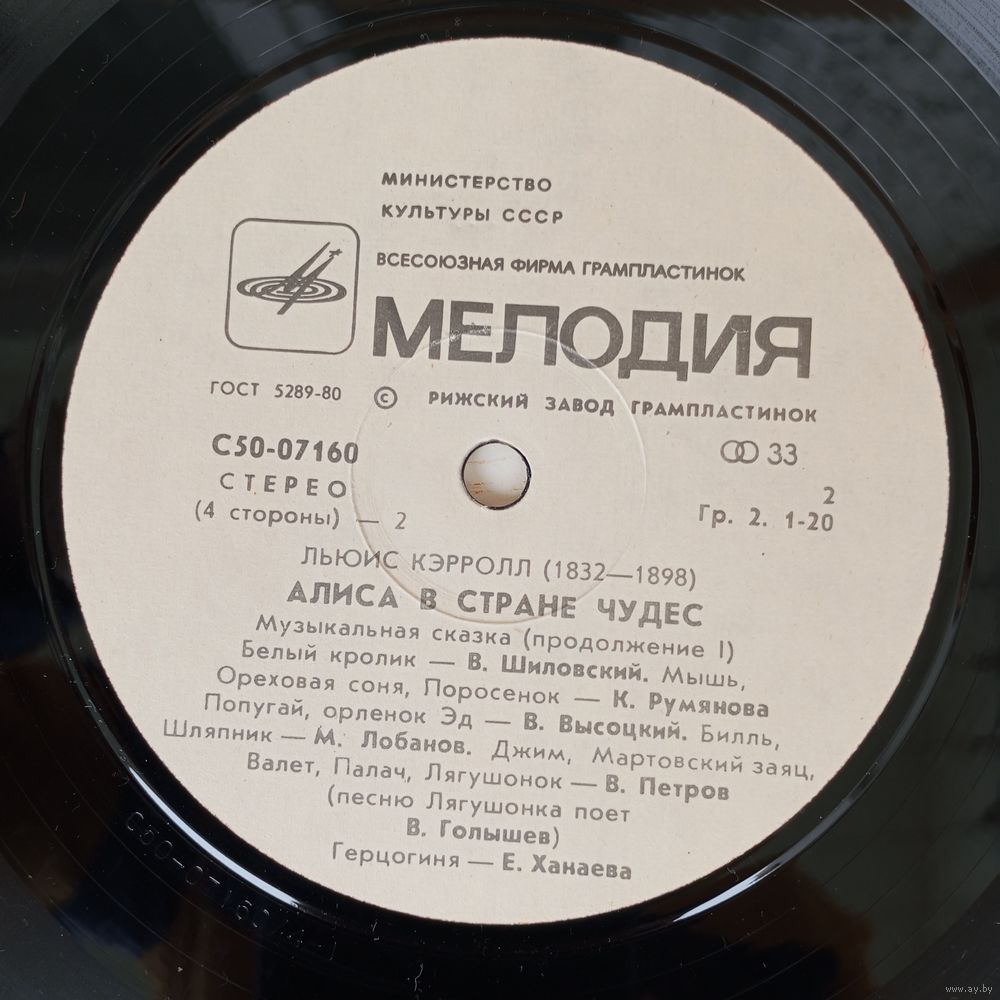 МИНИСТЕРСТВО
КУЛЬТУРЫ СССР
ВСЕСОЮЗНАЯ ФИРМА ГРАМПЛАСТИНОК
МЕЛОДИЯ
ГОСТ 5289-80 © РИЖСКИЙ ЗАВОД ГРАМПЛАСТИНОК
С50-07160
33
СТЕРЕО
2
(4 стороны) — 2
Гр. 2. 1-20
ЛЬЮИС КЭРРОЛЛ (1832—1898)
АЛИСА В СТРАНЕ ЧУДЕС
Музыкальная сказка (продолжение I)
Белый кролик — В. Шиловский. Мышь,
Ореховая соня, Поросенок — К. Румянова
Попугай, орленок Эд — В. Высоцкий. Билль,
Шляпник — М. Лобанов. Джим, Мартовский заяц,
Валет, Палач, Лягушонок — В. Петров
(песню Лягушонка поет
В. Голышев)
Герцогиня — Е. Ханаева
www.ay.by